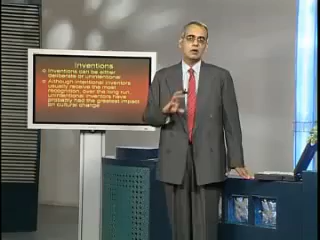 Inventions
Inventions can be either
deliberate or unintentional
Although intentional inventors
usually receive the most
recognition, over the long run,
unintentional inventors have
probably had the greatest impact
on cultural change